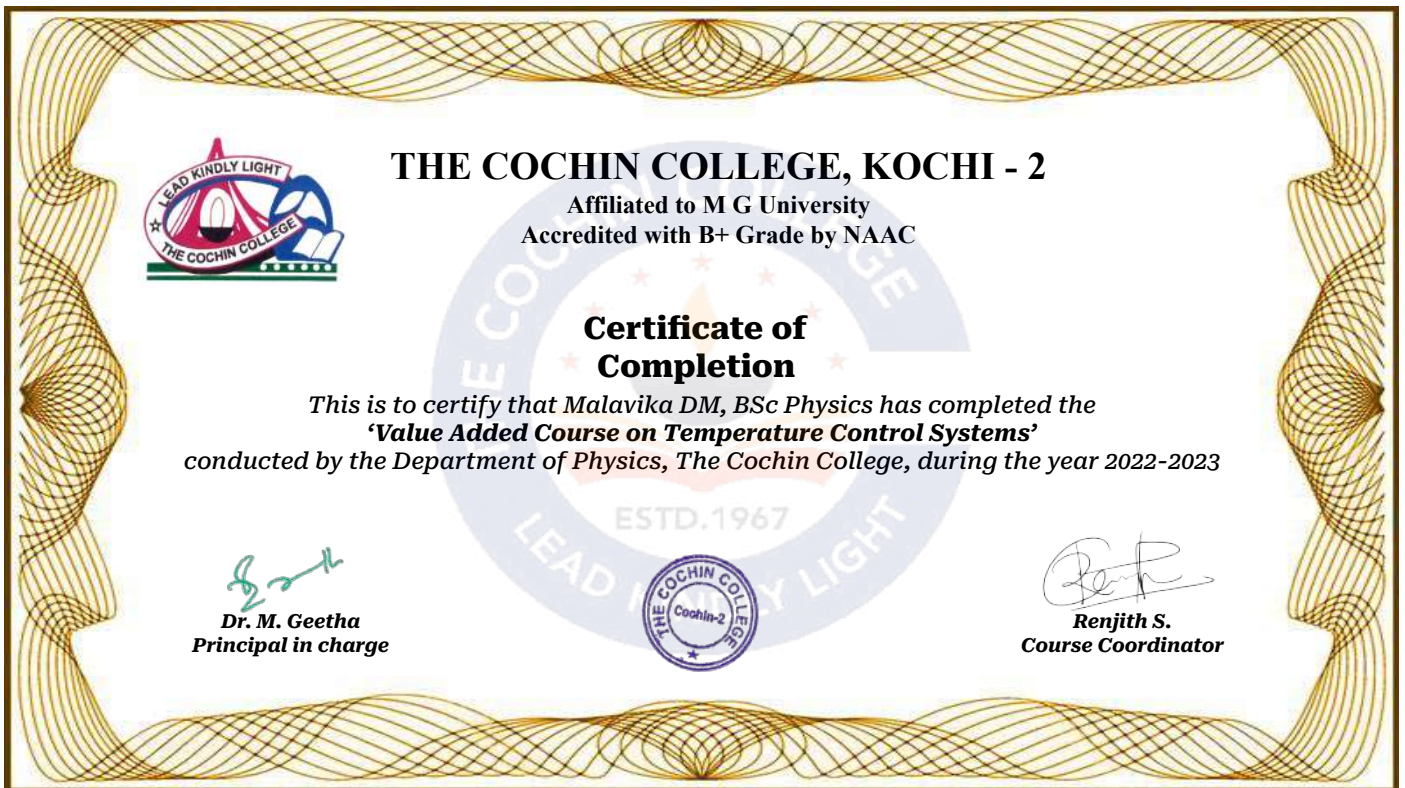 LEAD KINDLY LIGHT
THE COCHIN COLLEGE
THE COCHIN COLLEGE, KOCHI - 2
Affiliated to M G University
Accredited with B+ Grade by NAAC
THE COCHIN COLLEGE
Certificate of
Completion
This is to certify that Malavika DM, BSc Physics has completed the
‘Value Added Course on Temperature Control Systems’
conducted by the Department of Physics, The Cochin College, during the year 2022-2023
ESTD.1967
LEAD KINDLY LIGHT
Dr. M. Geetha
Principal in charge
THE COCHIN COLLEGE
Cochin-2
Renjith S.
Course Coordinator